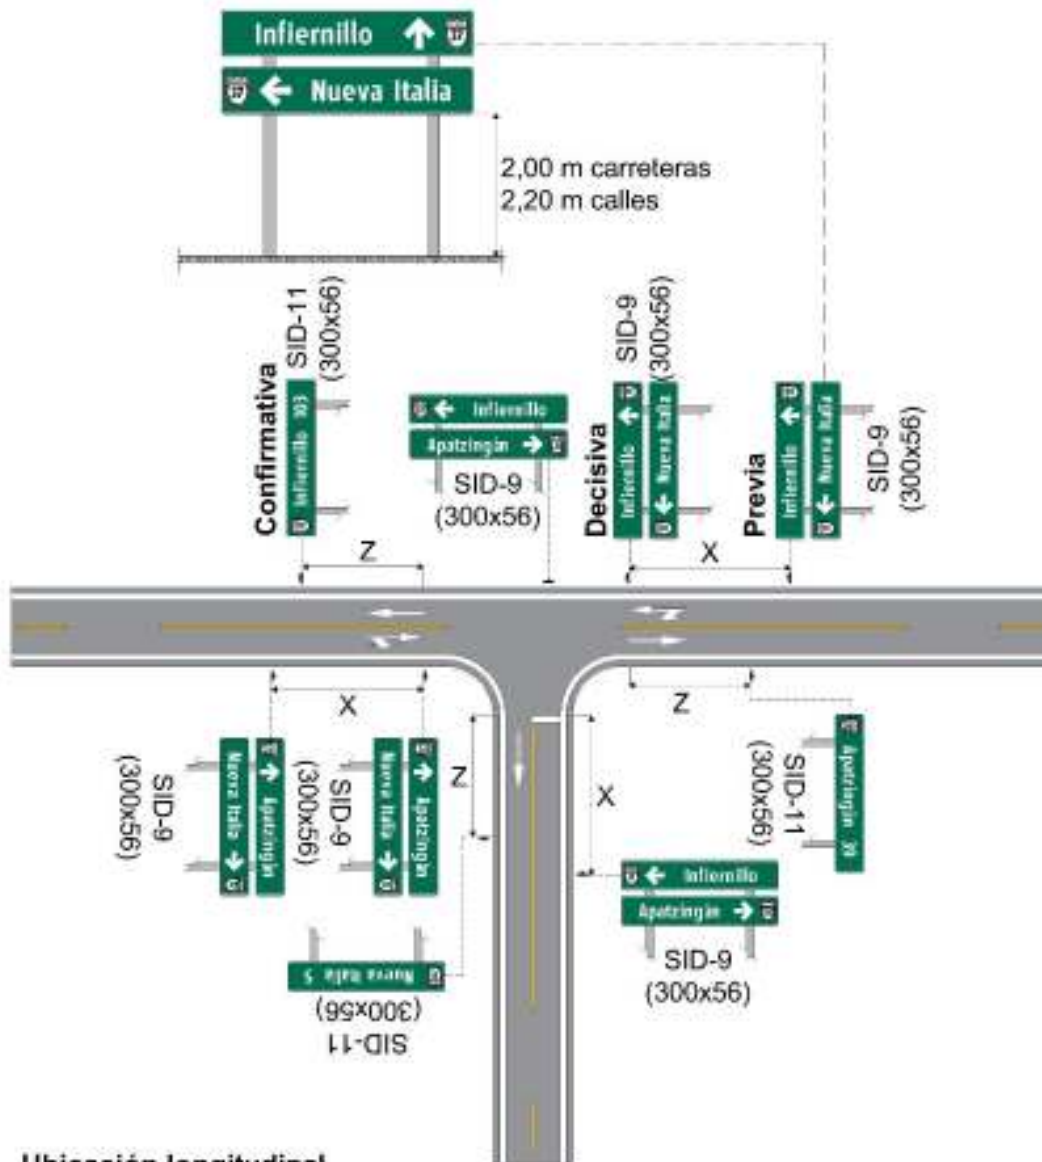 Infiernillo
Nueva Italia
2,00 m carreteras
2,20 m calles
Confirmativa
SID-11
(300x56)
Infiernillo 103
Infiernillo
Apatzingán
SID-9
(300x56)
Decisiva
SID-9
(300x56)
Infiernillo
Nueva Italia
Previa
Infiernillo
Nueva Italia
SID-9
(300x56)
Z
X
X
Z
Z
X
SID-9
(300x56)
Nueva Italia
Apatzingán
SID-9
(300x56)
Nueva Italia
Apatzingán
SID-11
(300x56)
Apatzingán
Nueva Italia 5
(300x56)
SID-11
Infiernillo
Apatzingán
SID-9
(300x56)
Ubicación longitudinal